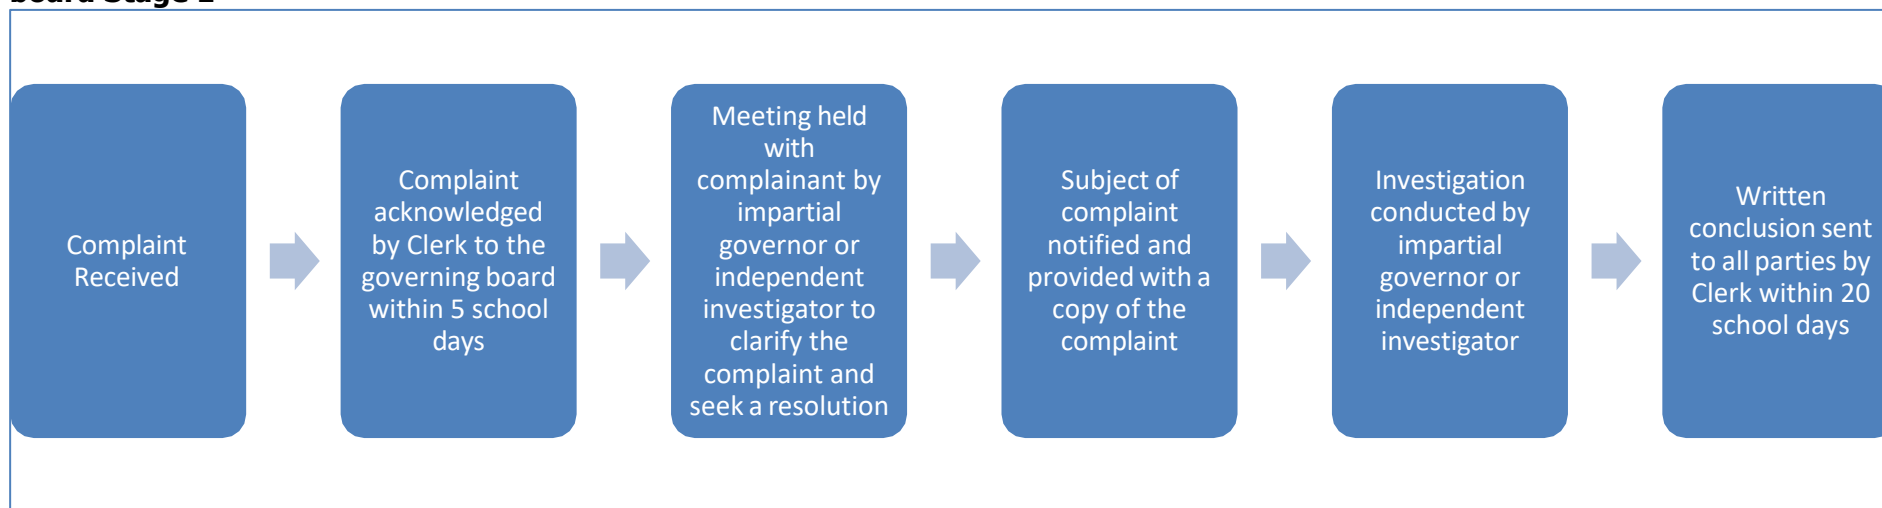 Complaint
Received
Complaint
acknowledged
by Clerk to the
governing board
within 5 school
days
Meeting held
with
complainant by
impartial
governor or
independent
investigator to
clarify the
complaint and
seek a resolution
Subject of
complaint
notified and
provided with a
copy of the
complaint
Investigation
conducted by
impartial
governor or
independent
investigator
Written
conclusion sent
to all parties by
Clerk within 20
school days